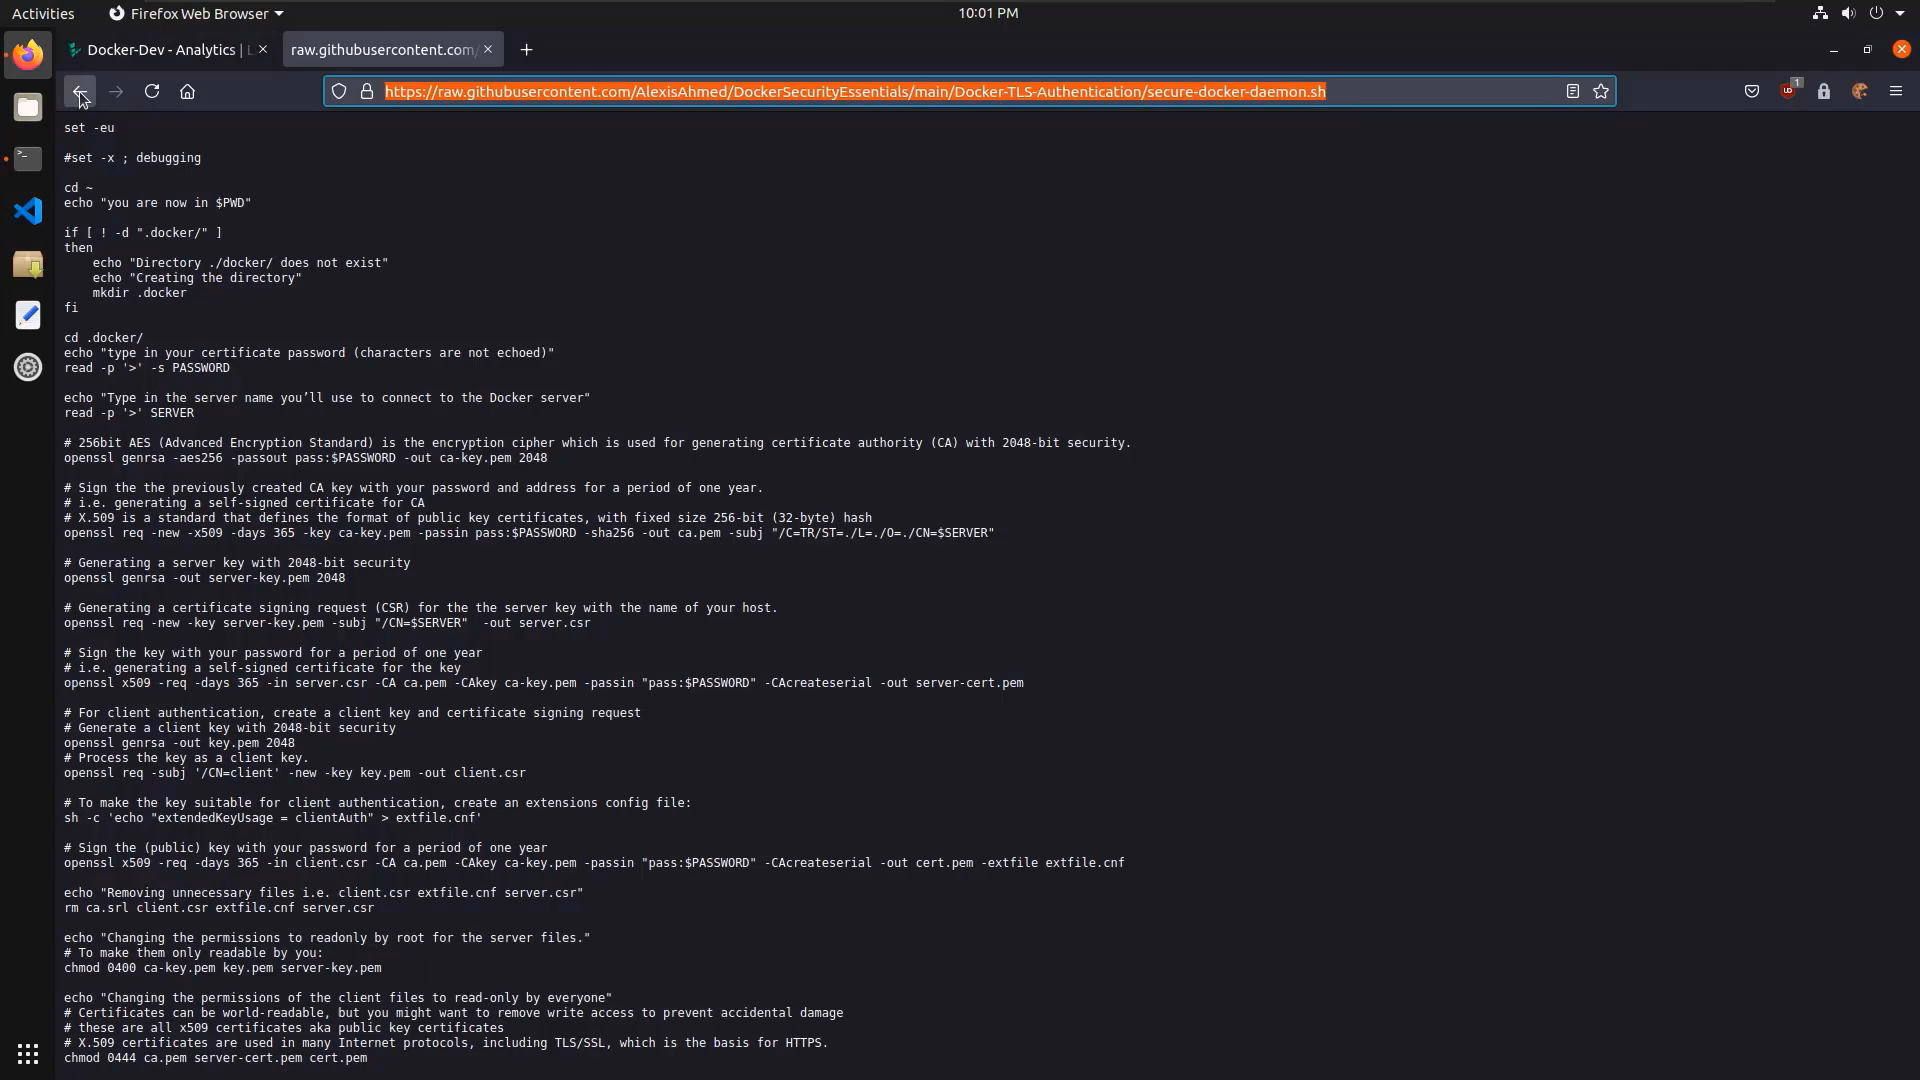 Activities
Firefox Web Browser
10:01 PM
Docker-Dev - Analytics | L
raw.githubusercontent.com/
https://raw.githubusercontent.com/AlexisAhmed/DockerSecurityEssentials/main/Docker-TLS-Authentication/secure-docker-daemon.sh
1
set -eu
#set -x ; debugging
cd ~
echo "you are now in $PWD"
if [ ! -d ".docker/" ]
then
    echo "Directory ./docker/ does not exist"
    echo "Creating the directory"
    mkdir .docker
fi
cd .docker/
echo "type in your certificate password (characters are not echoed)"
read -p '>' -s PASSWORD
echo "Type in the server name you’ll use to connect to the Docker server"
read -p '>' SERVER
# 256bit AES (Advanced Encryption Standard) is the encryption cipher which is used for generating certificate authority (CA) with 2048-bit security.
openssl genrsa -aes256 -passout pass:$PASSWORD -out ca-key.pem 2048
# Sign the the previously created CA key with your password and address for a period of one year.
# i.e. generating a self-signed certificate for CA
# X.509 is a standard that defines the format of public key certificates, with fixed size 256-bit (32-byte) hash
openssl req -new -x509 -days 365 -key ca-key.pem -passin pass:$PASSWORD -sha256 -out ca.pem -subj "/C=TR/ST=./L=./O=./CN=$SERVER"
# Generating a server key with 2048-bit security
openssl genrsa -out server-key.pem 2048
# Generating a certificate signing request (CSR) for the the server key with the name of your host.
openssl req -new -key server-key.pem -subj "/CN=$SERVER"  -out server.csr
# Sign the key with your password for a period of one year
# i.e. generating a self-signed certificate for the key
openssl x509 -req -days 365 -in server.csr -CA ca.pem -CAkey ca-key.pem -passin "pass:$PASSWORD" -CAcreateserial -out server-cert.pem
# For client authentication, create a client key and certificate signing request
# Generate a client key with 2048-bit security
openssl genrsa -out key.pem 2048
# Process the key as a client key.
openssl req -subj '/CN=client' -new -key key.pem -out client.csr
# To make the key suitable for client authentication, create an extensions config file:
sh -c 'echo "extendedKeyUsage = clientAuth" > extfile.cnf'
# Sign the (public) key with your password for a period of one year
openssl x509 -req -days 365 -in client.csr -CA ca.pem -CAkey ca-key.pem -passin "pass:$PASSWORD" -CAcreateserial -out cert.pem -extfile extfile.cnf
echo "Removing unnecessary files i.e. client.csr extfile.cnf server.csr"
rm ca.srl client.csr extfile.cnf server.csr
echo "Changing the permissions to readonly by root for the server files."
# To make them only readable by you:
chmod 0400 ca-key.pem key.pem server-key.pem
echo "Changing the permissions of the client files to read-only by everyone"
# Certificates can be world-readable, but you might want to remove write access to prevent accidental damage
# these are all x509 certificates aka public key certificates
# X.509 certificates are used in many Internet protocols, including TLS/SSL, which is the basis for HTTPS.
chmod 0444 ca.pem server-cert.pem cert.pem